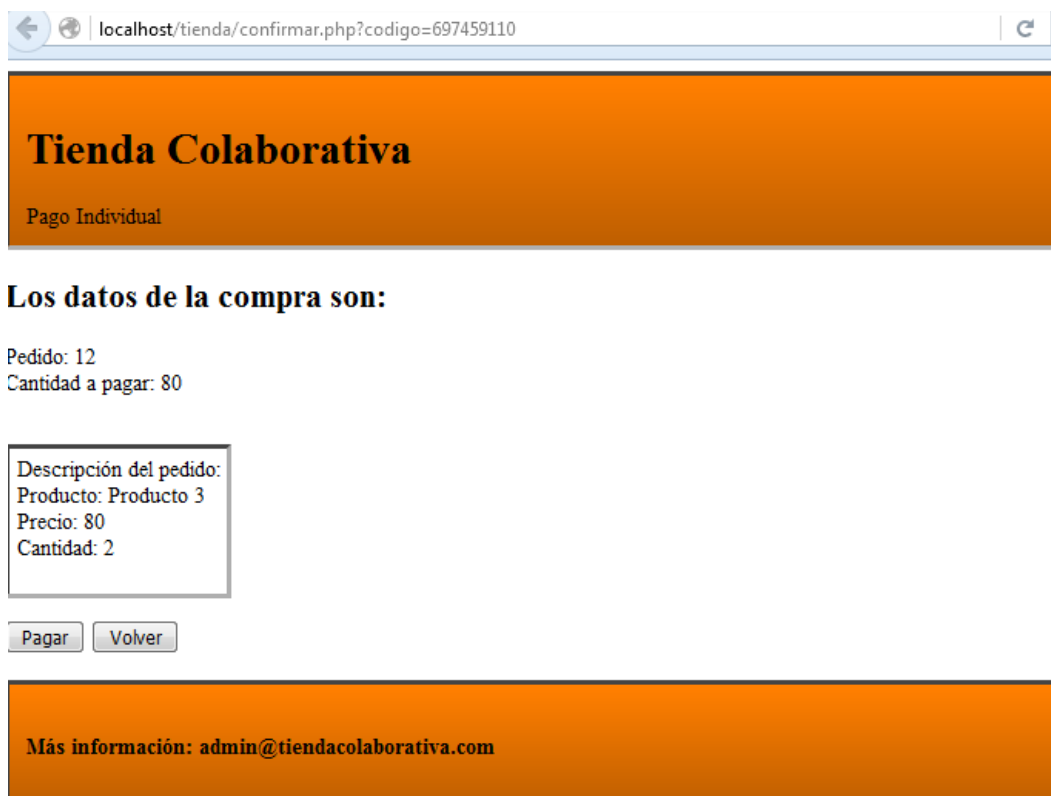 localhost/tienda/confirmar.php?codigo=697459110
Tienda Colaborativa
Pago Individual
Los datos de la compra son:
Pedido: 12
Cantidad a pagar: 80
Descripción del pedido:
Producto: Producto 3
Precio: 80
Cantidad: 2
Pagar Volver
Más información: admin@tiendacolaborativa.com